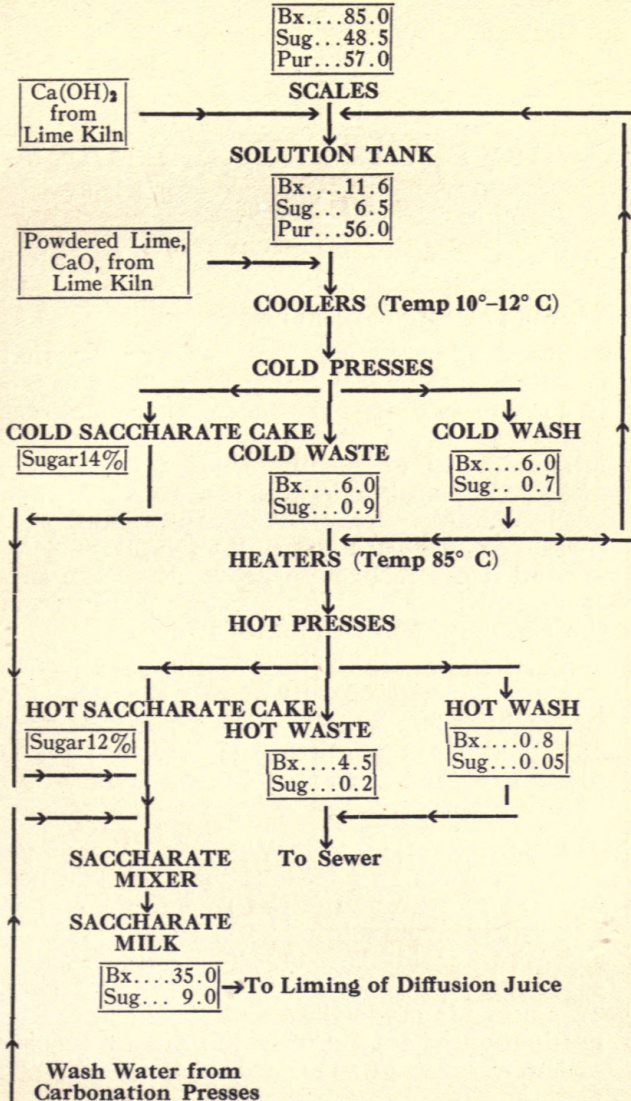 Bx....85.0
Sug...48.5
Pur...57.0
SCALES
Ca(OH)₂
from
Lime Kiln
SOLUTION TANK
Bx....11.6
Sug... 6.5
Pur...56.0
Powdered Lime,
CaO, from
Lime Kiln
COOLERS (Temp 10°–12° C)
COLD PRESSES
COLD SACCHARATE CAKE
Sugar14%
COLD WASTE
Bx....6.0
Sug...0.9
COLD WASH
Bx....6.0
Sug.. 0.7
HEATERS (Temp 85° C)
HOT PRESSES
HOT SACCHARATE CAKE
Sugar12%
HOT WASTE
Bx....4.5
Sug...0.2
HOT WASH
Bx....0.8
Sug...0.05
To Sewer
SACCHARATE
MIXER
SACCHARATE
MILK
Bx....35.0
Sug... 9.0
To Liming of Diffusion Juice
Wash Water from
Carbonation Presses